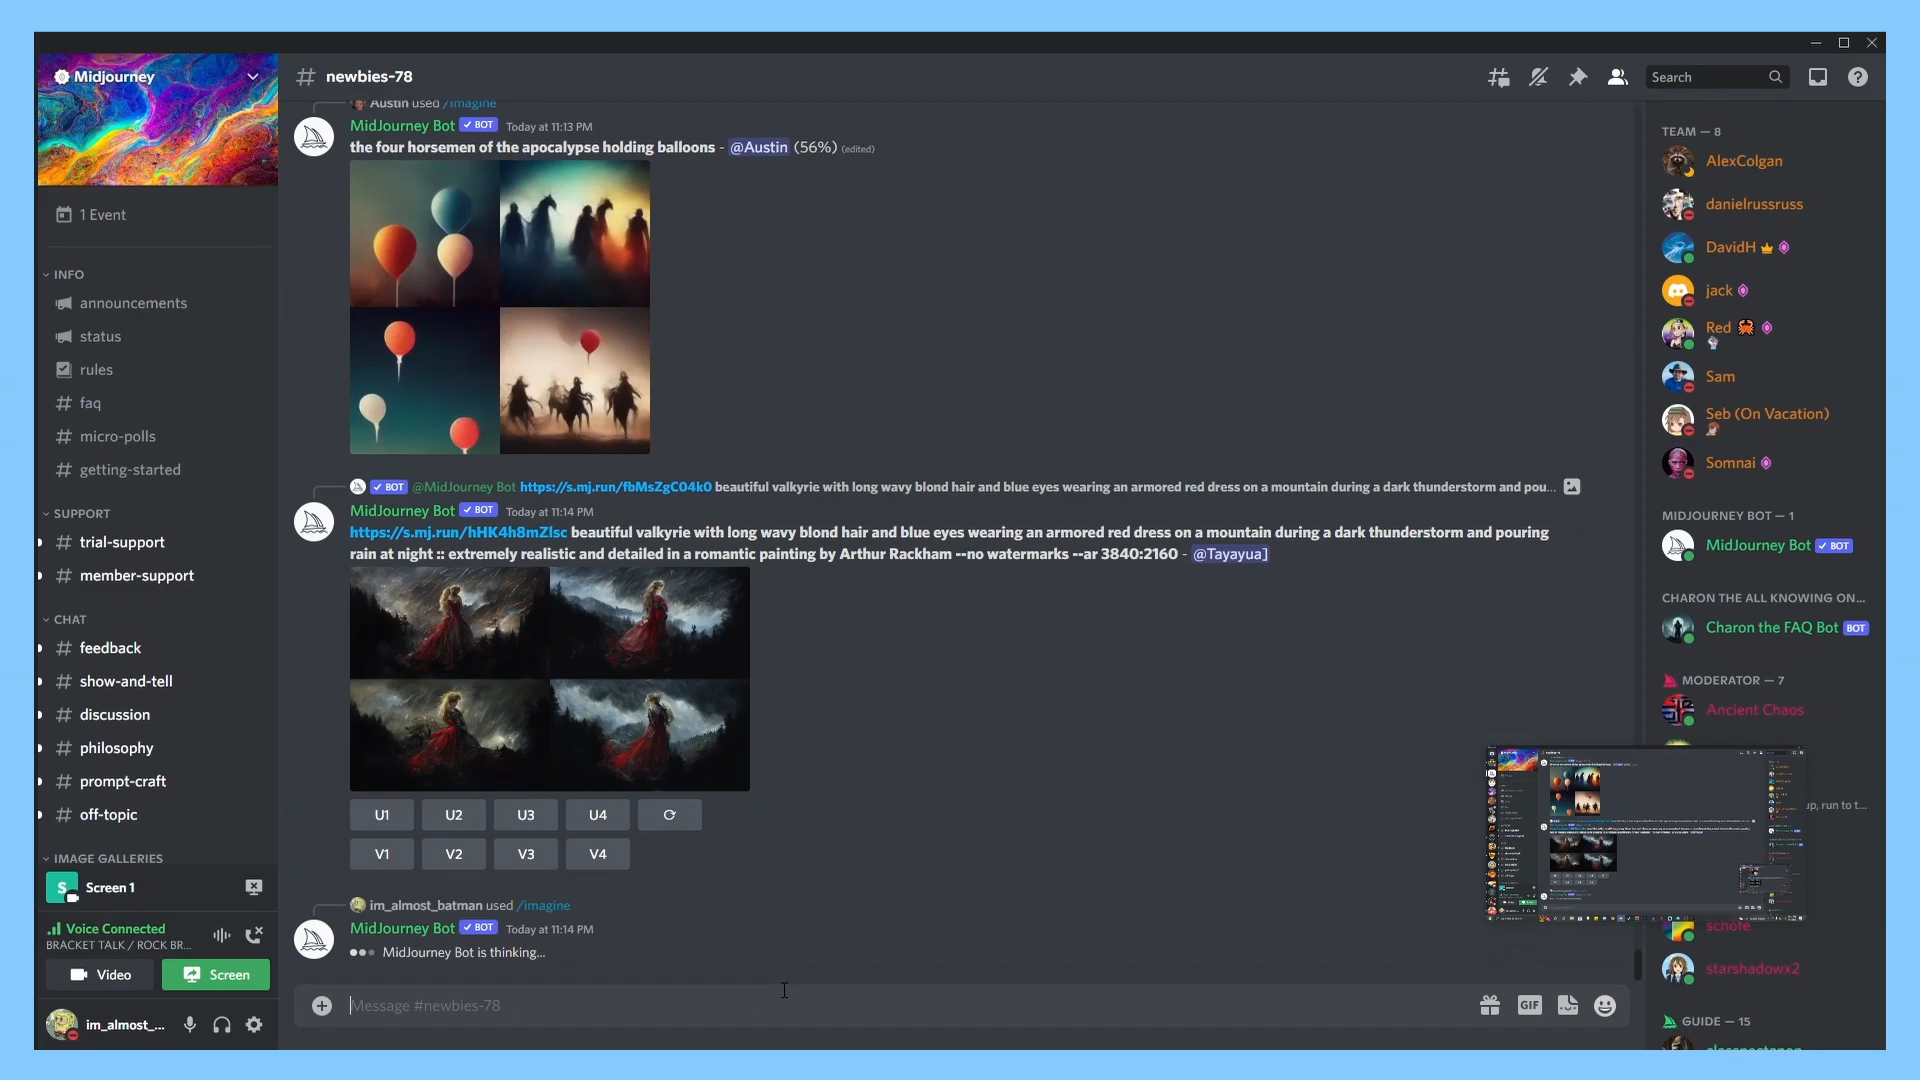 Midjourney
1 Event
INFO
announcements
status
rules
faq
micro-polls
getting-started
SUPPORT
trial-support
member-support
CHAT
feedback
show-and-tell
discussion
philosophy
prompt-craft
off-topic
IMAGE GALLERIES
S Screen 1
Voice Connected
BRACKET TALK / ROCK BR...
Video Screen
im_almost_...
# newbies-78
Search
Austin used /imagine
MidJourney Bot ✓ BOT Today at 11:13 PM
the four horsemen of the apocalypse holding balloons - @Austin (56%) (edited)
✓ BOT @MidJourney Bot https://s.mj.run/fbMsZgC04k0 beautiful valkyrie with long wavy blond hair and blue eyes wearing an armored red dress on a mountain during a dark thunderstorm and pou...
MidJourney Bot ✓ BOT Today at 11:14 PM
https://s.mj.run/hHK4h8mZlsc beautiful valkyrie with long wavy blond hair and blue eyes wearing an armored red dress on a mountain during a dark thunderstorm and pouring
rain at night :: extremely realistic and detailed in a romantic painting by Arthur Rackham --no watermarks --ar 3840:2160 - @Tayayua]
U1 U2 U3 U4
V1 V2 V3 V4
im_almost_batman used /imagine
MidJourney Bot ✓ BOT Today at 11:14 PM
MidJourney Bot is thinking...
Message #newbies-78
GIF
TEAM — 8
AlexColgan
danielrussruss
DavidH
jack
Red
Sam
Seb (On Vacation)
Somnai
MIDJOURNEY BOT — 1
MidJourney Bot ✓ BOT
CHARON THE ALL KNOWING ON...
Charon the FAQ Bot BOT
MODERATOR — 7
Ancient Chaos
up, run to t...
schofe
starshadowx2
GUIDE — 15